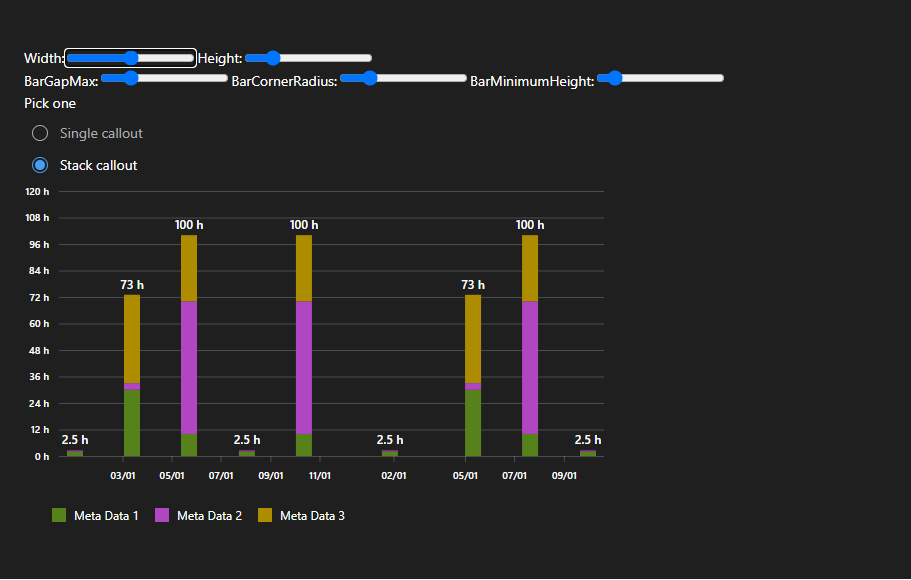 Width: Height:
BarGapMax: BarCornerRadius: BarMinimumHeight:
Pick one
Single callout
Stack callout
120 h
108 h
100 h 100 h 100 h
96 h
84 h
73 h 73 h
72 h
60 h
48 h
36 h
24 h
12 h
2.5 h 2.5 h 2.5 h 2.5 h
0 h
03/01 05/01 07/01 09/01 11/01 02/01 05/01 07/01 09/01
Meta Data 1 Meta Data 2 Meta Data 3